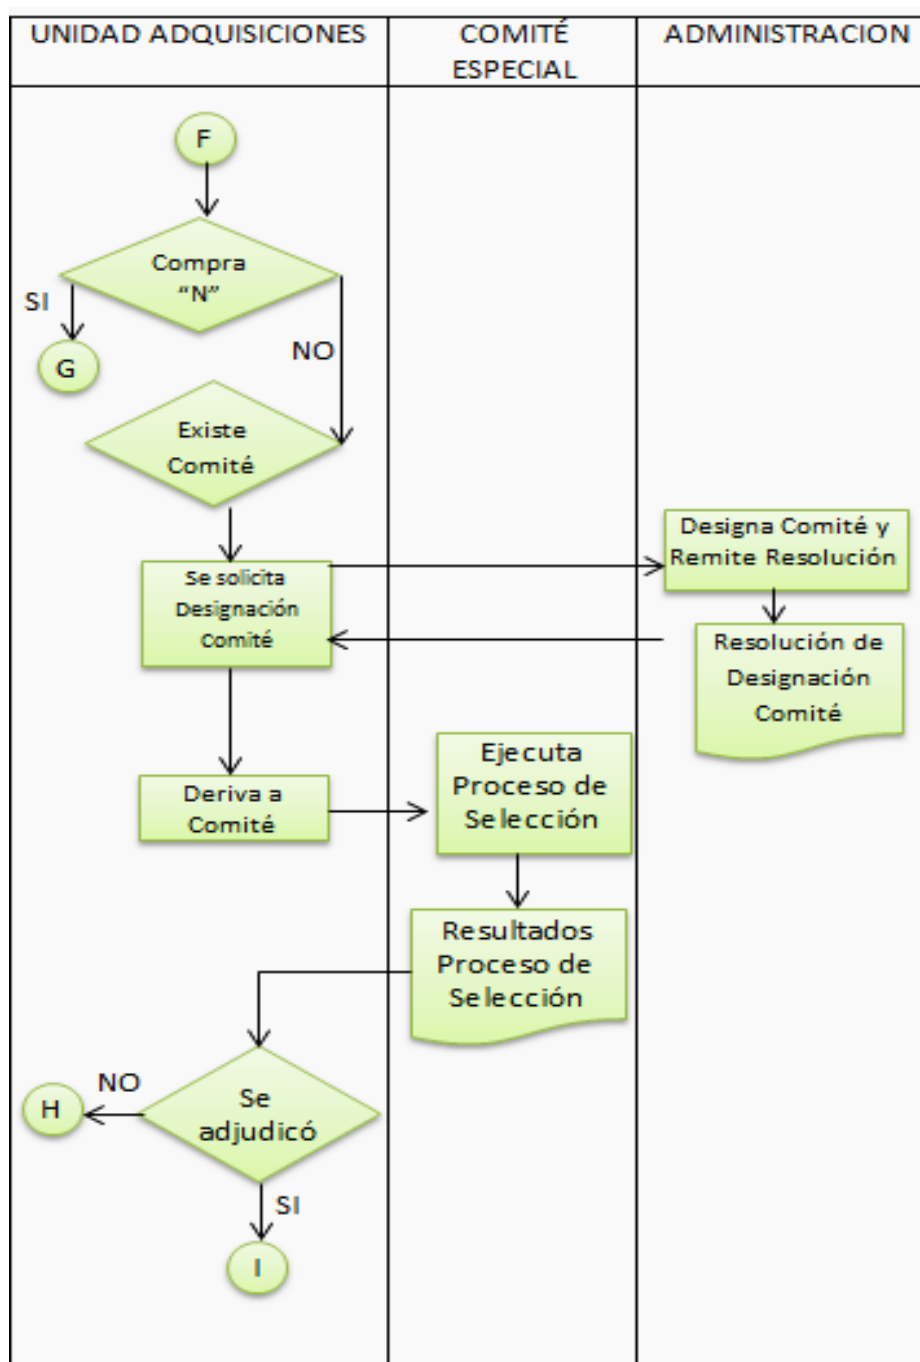 UNIDAD ADQUISICIONES
COMITÉ
ESPECIAL
ADMINISTRACION
F
Compra
“N”
SI
G
NO
Existe
Comité
Se solicita
Designación
Comité
Designa Comité y
Remite Resolución
Resolución de
Designación
Comité
Deriva a
Comité
Ejecuta
Proceso de
Selección
Resultados
Proceso de
Selección
Se
adjudicó
NO
H
SI
I